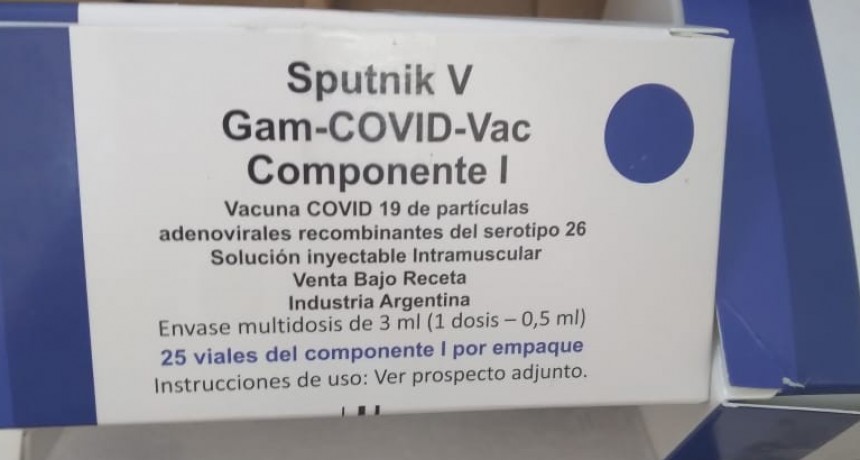 Sputnik V
Gam-COVID-Vac
Componente I
Vacuna COVID 19 de partículas
adenovirales recombinantes del serotipo 26
Solución inyectable Intramuscular
Venta Bajo Receta
Industria Argentina
Envase multidosis de 3 ml (1 dosis – 0,5 ml)
25 viales del componente I por empaque
Instrucciones de uso: Ver prospecto adjunto.